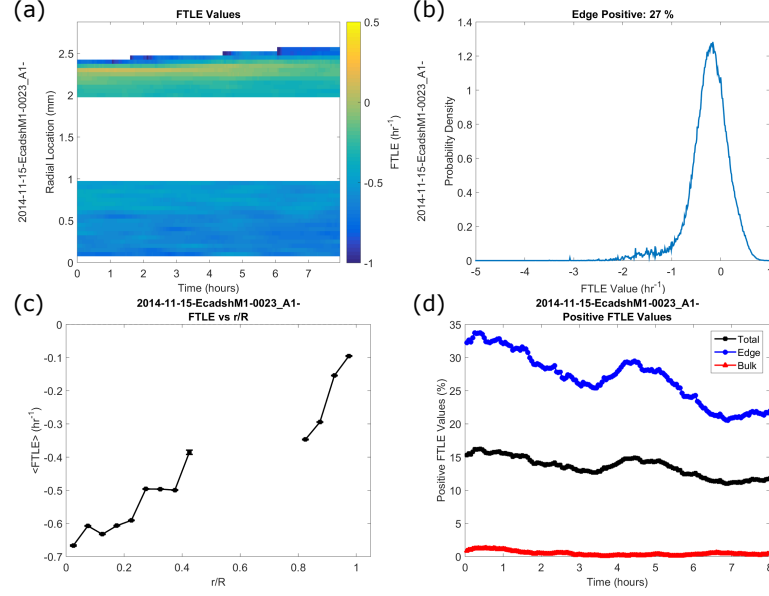 (a)
FTLE Values
2014-11-15-EcadshM1-0023_A1-
Radial Location (mm)
2.5
2
1.5
1
0.5
0
0 1 2 3 4 5 6 7
Time (hours)
0.5
0
-0.5
-1
FTLE (hr-1)
(b)
Edge Positive: 27 %
2014-11-15-EcadshM1-0023_A1-
Probability Density
1.4
1.2
1
0.8
0.6
0.4
0.2
0
-5 -4 -3 -2 -1 0 1
FTLE Value (hr-1)
(c)
2014-11-15-EcadshM1-0023_A1-
FTLE vs r/R
<FTLE> (hr-1)
0
-0.1
-0.2
-0.3
-0.4
-0.5
-0.6
-0.7
0 0.2 0.4 0.6 0.8 1
r/R
(d)
2014-11-15-EcadshM1-0023_A1-
Positive FTLE Values
Positive FTLE Values (%)
35
30
25
20
15
10
5
0
0 1 2 3 4 5 6 7 8
Time (hours)
Total
Edge
Bulk